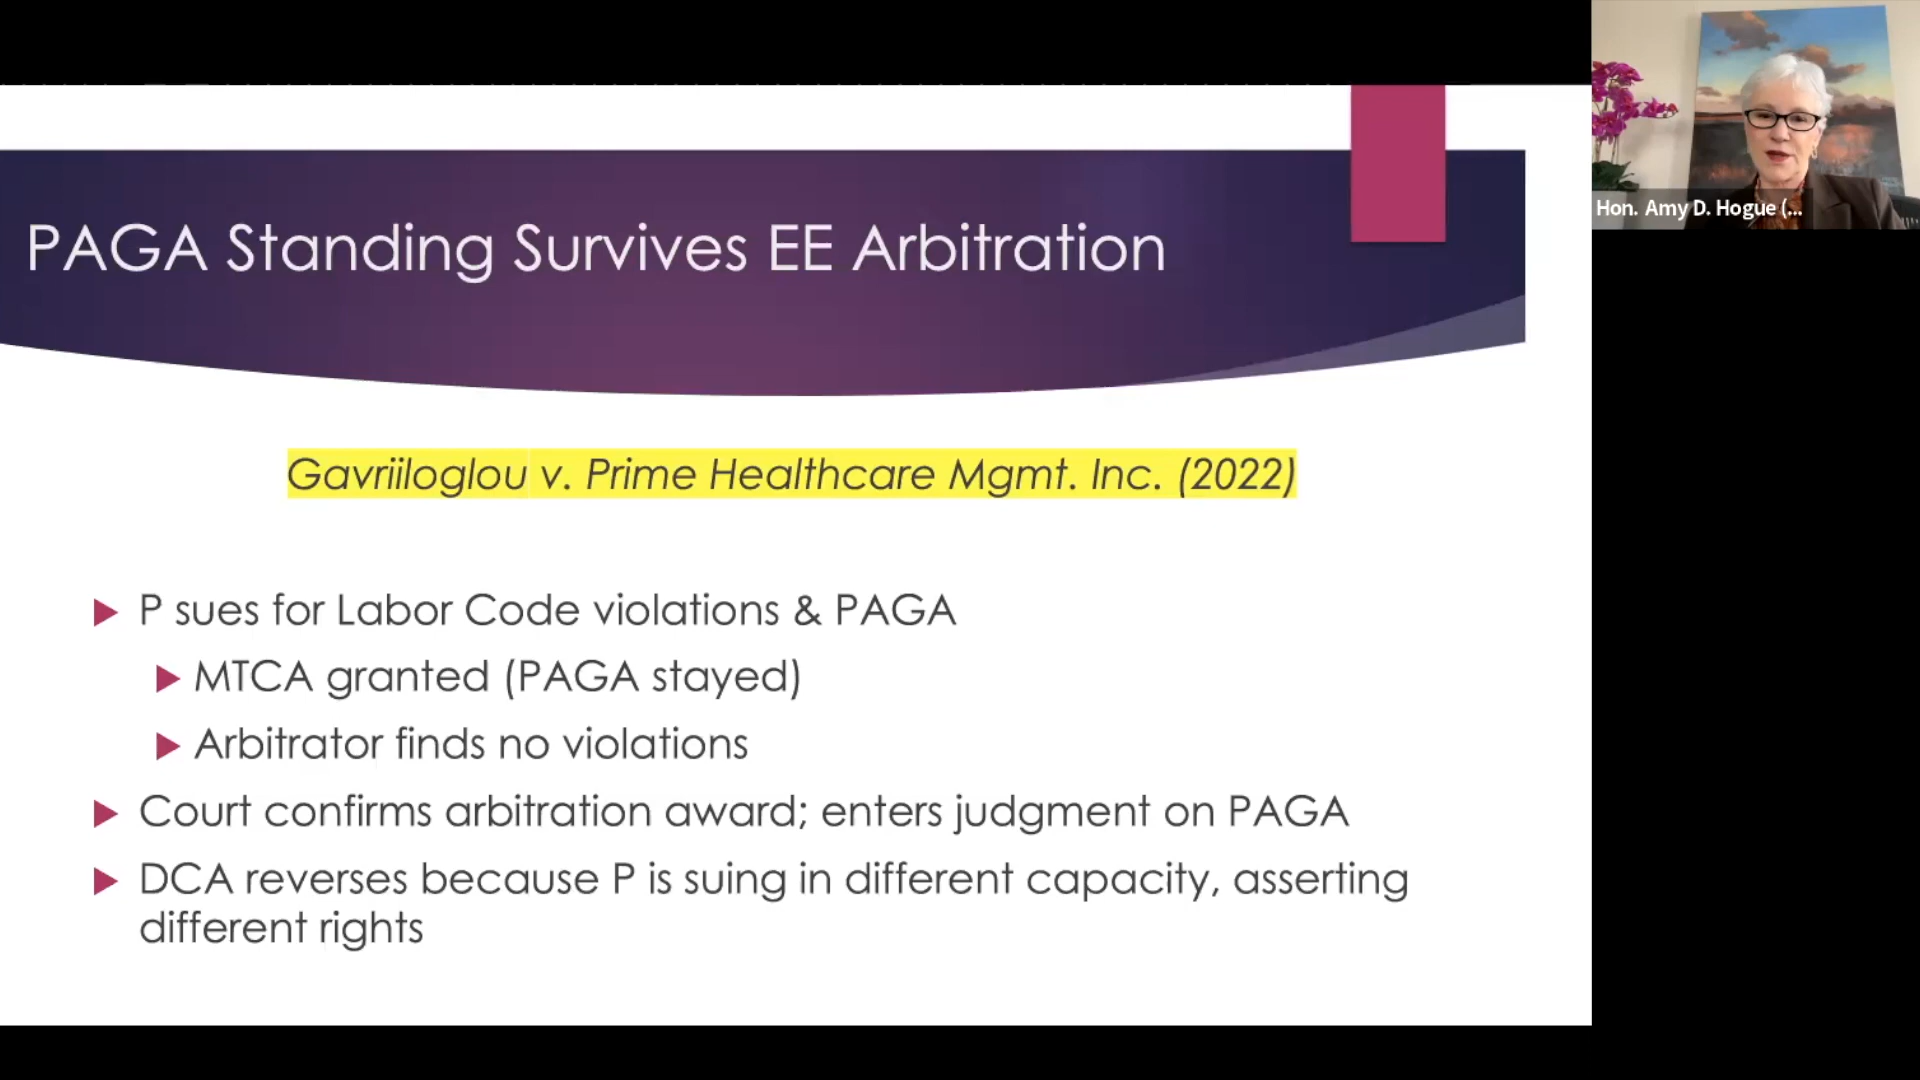 PAGA Standing Survives EE Arbitration
Hon. Amy D. Hogue (...
Gavriiloglou v. Prime Healthcare Mgmt. Inc. (2022)
P sues for Labor Code violations & PAGA
MTCA granted (PAGA stayed)
Arbitrator finds no violations
Court confirms arbitration award; enters judgment on PAGA
DCA reverses because P is suing in different capacity, asserting
different rights